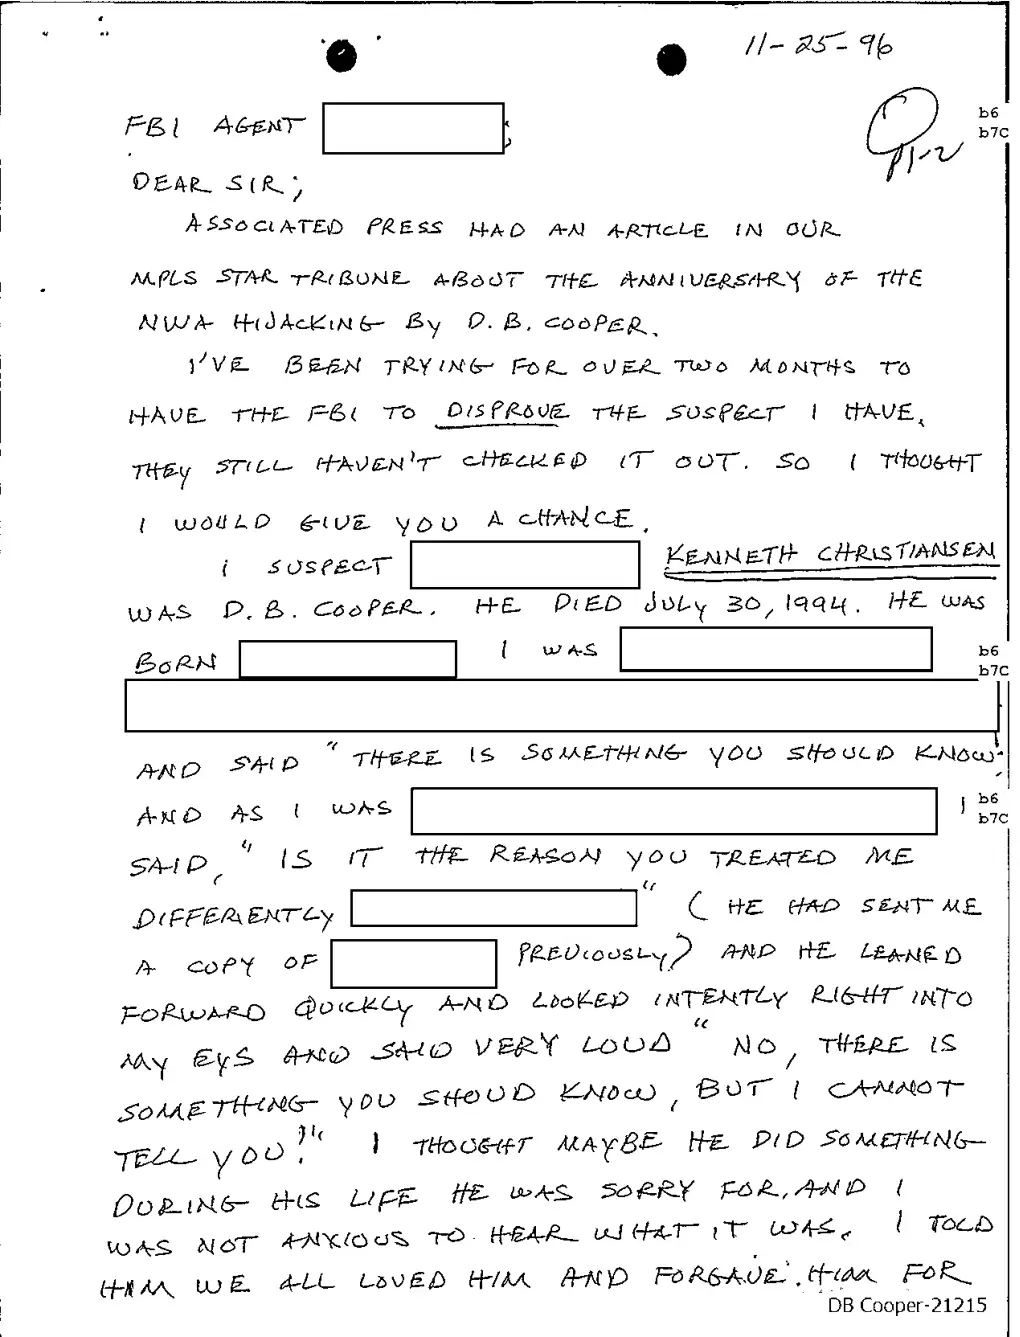 11-25-96
FBI AGENT ;
b6
b7C
P1-2
DEAR SIR;
ASSOCIATED PRESS HAD AN ARTICLE IN OUR
MPLS STAR TRIBUNE ABOUT THE ANNIVERSARY OF THE
NWA HIJACKING BY D.B. COOPER.
I'VE BEEN TRYING FOR OVER TWO MONTHS TO
HAVE THE FBI TO DISPROVE THE SUSPECT I HAVE.
THEY STILL HAVEN'T CHECKED IT OUT. SO I THOUGHT
I WOULD GIVE YOU A CHANCE.
I SUSPECT KENNETH CHRISTIANSEN
WAS D.B. COOPER. HE DIED JULY 30, 1994. HE WAS
BORN I WAS
b6
b7C
AND SAID "THERE IS SOMETHING YOU SHOULD KNOW"
AND AS I WAS I
b6
b7C
SAID, "IS IT THE REASON YOU TREATED ME
DIFFERENTLY " (HE HAD SENT ME
A COPY OF PREVIOUSLY) AND HE LEANED
FORWARD QUICKLY AND LOOKED INTENTLY RIGHT INTO
MY EYS AND SAID VERY LOUD "NO, THERE IS
SOMETHING YOU SHOUD KNOW, BUT I CANNOT
TELL YOU!" I THOUGHT MAYBE HE DID SOMETHING
DURING HIS LIFE HE WAS SORRY FOR, AND I
WAS NOT ANXIOUS TO HEAR WHAT IT WAS. I TOLD
HIM WE ALL LOVED HIM AND FORGAVE HIM FOR
DB Cooper-21215